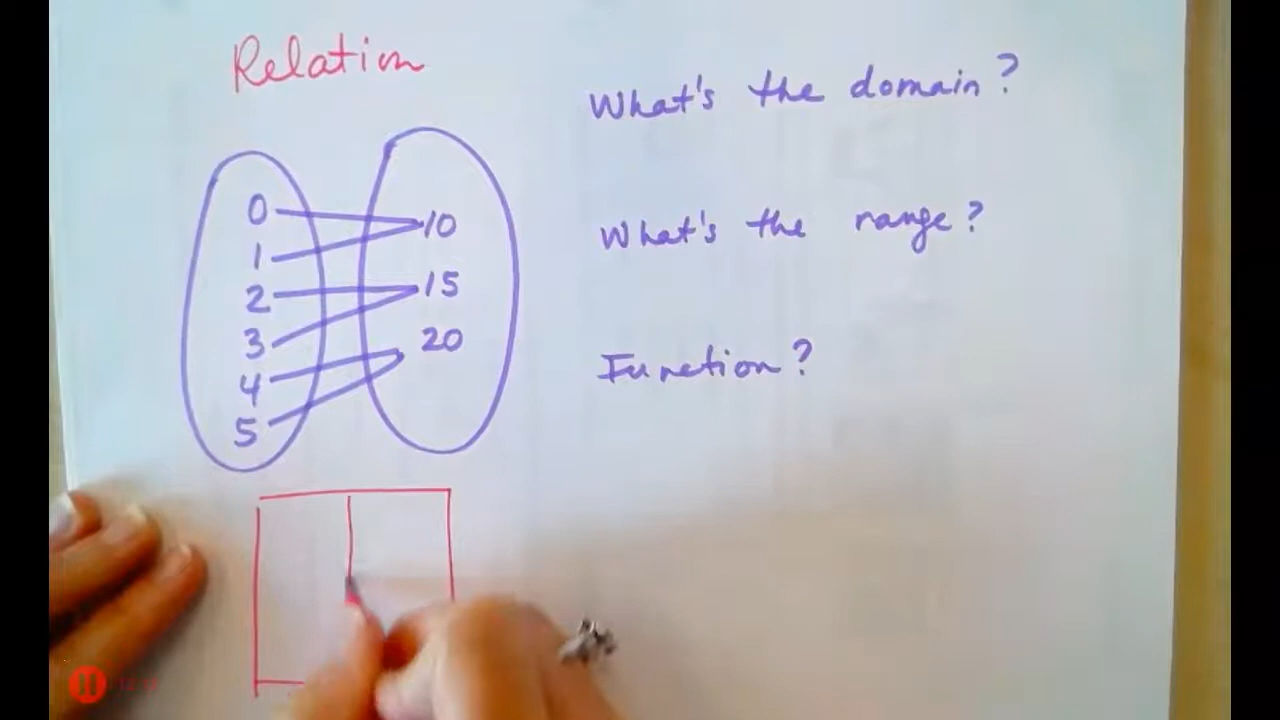 Relation
What's the domain?
0
1
2
3
4
5
10
15
20
What's the range?
Function?